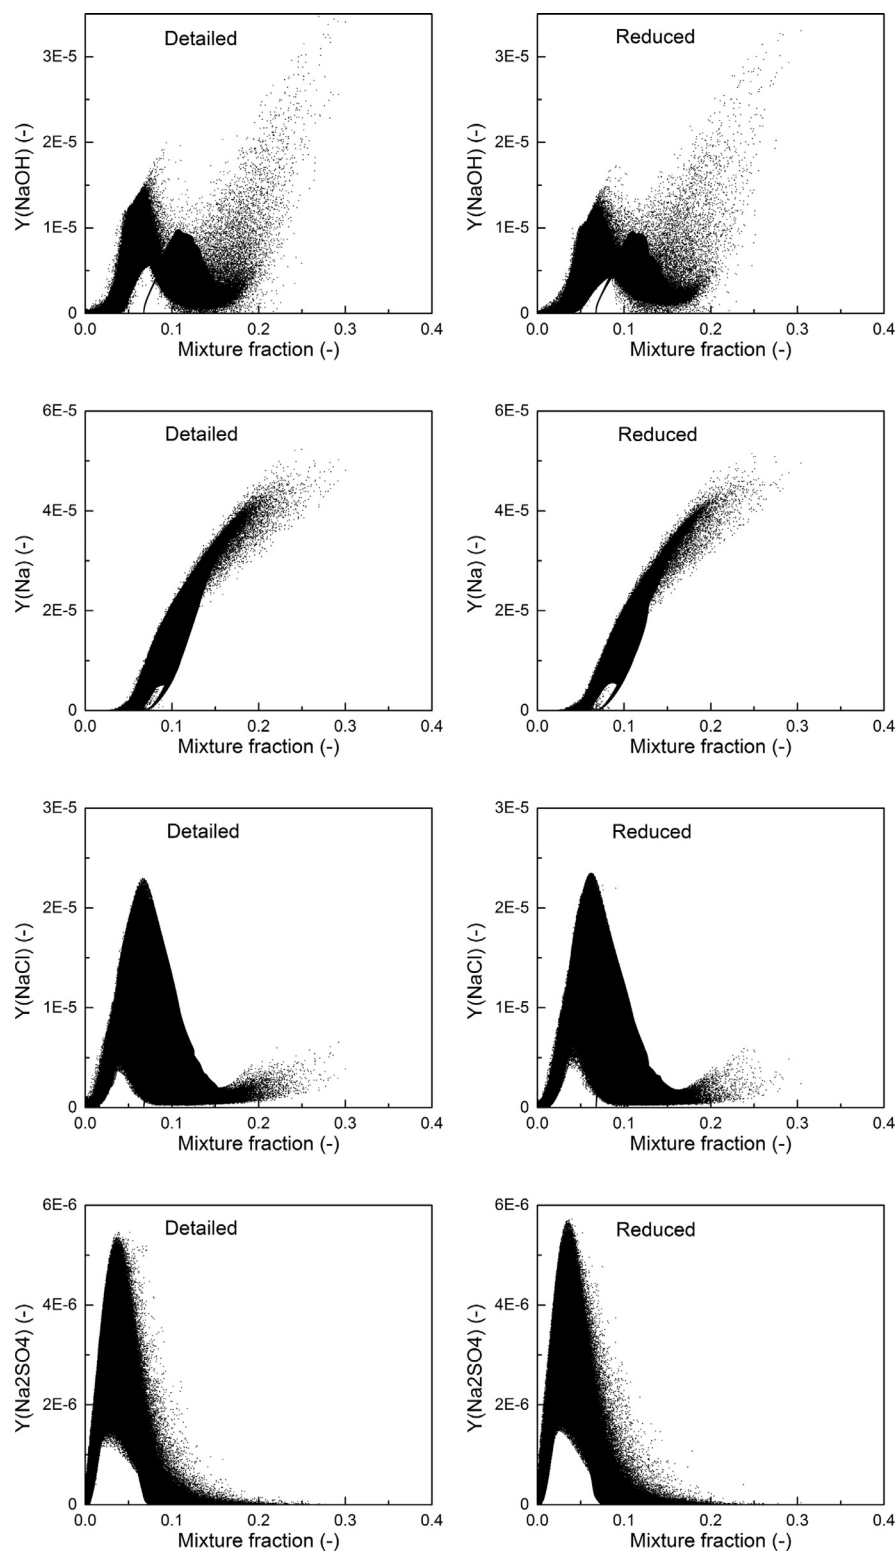 Detailed
Y(NaOH) (-)
3E-5
2E-5
1E-5
0
0.0 0.1 0.2 0.3 0.4
Mixture fraction (-)
Reduced
Y(NaOH) (-)
3E-5
2E-5
1E-5
0
0.0 0.1 0.2 0.3 0.4
Mixture fraction (-)
Detailed
Y(Na) (-)
6E-5
4E-5
2E-5
0
0.0 0.1 0.2 0.3 0.4
Mixture fraction (-)
Reduced
Y(Na) (-)
6E-5
4E-5
2E-5
0
0.0 0.1 0.2 0.3 0.4
Mixture fraction (-)
Detailed
Y(NaCl) (-)
3E-5
2E-5
1E-5
0
0.0 0.1 0.2 0.3 0.4
Mixture fraction (-)
Reduced
Y(NaCl) (-)
3E-5
2E-5
1E-5
0
0.0 0.1 0.2 0.3 0.4
Mixture fraction (-)
Detailed
Y(Na2SO4) (-)
6E-6
4E-6
2E-6
0
0.0 0.1 0.2 0.3 0.4
Mixture fraction (-)
Reduced
Y(Na2SO4) (-)
6E-6
4E-6
2E-6
0
0.0 0.1 0.2 0.3 0.4
Mixture fraction (-)